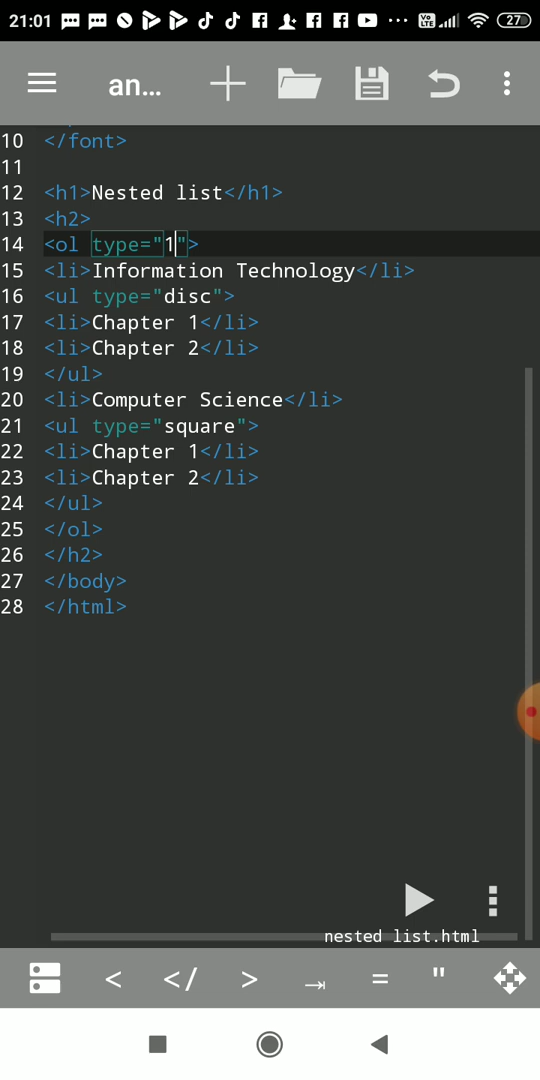 21:01 Vo LTE 27
an...
10 </font>
11
12 <h1>Nested list</h1>
13 <h2>
14 <ol type="1">
15 <li>Information Technology</li>
16 <ul type="disc">
17 <li>Chapter 1</li>
18 <li>Chapter 2</li>
19 </ul>
20 <li>Computer Science</li>
21 <ul type="square">
22 <li>Chapter 1</li>
23 <li>Chapter 2</li>
24 </ul>
25 </ol>
26 </h2>
27 </body>
28 </html>
nested list.html
< </ > = "